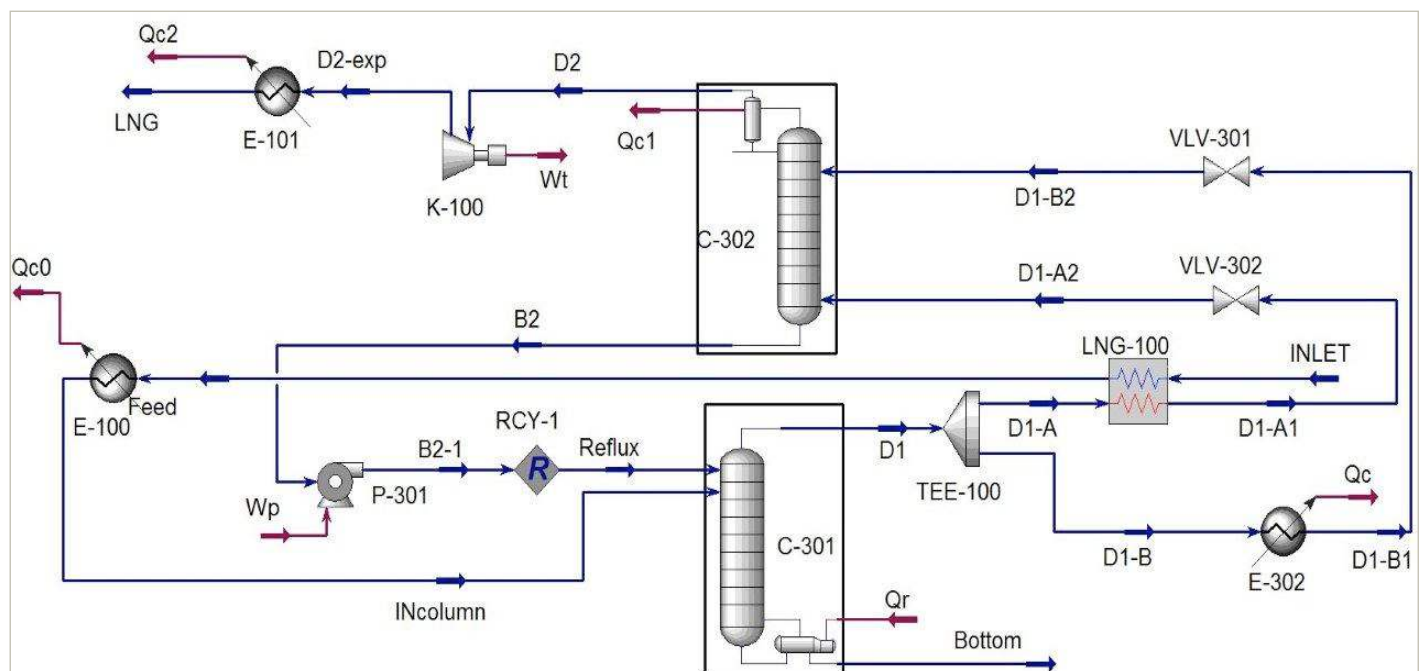 Qc2
D2-exp
D2
LNG
E-101
Qc1
VLV-301
Wt
K-100
D1-B2
C-302
Qc0
D1-A2
VLV-302
B2
LNG-100
INLET
Feed
E-100
RCY-1
D1-A
D1-A1
B2-1
Reflux
D1
R
P-301
TEE-100
Qc
Wp
C-301
D1-B
D1-B1
E-302
INcolumn
Qr
Bottom